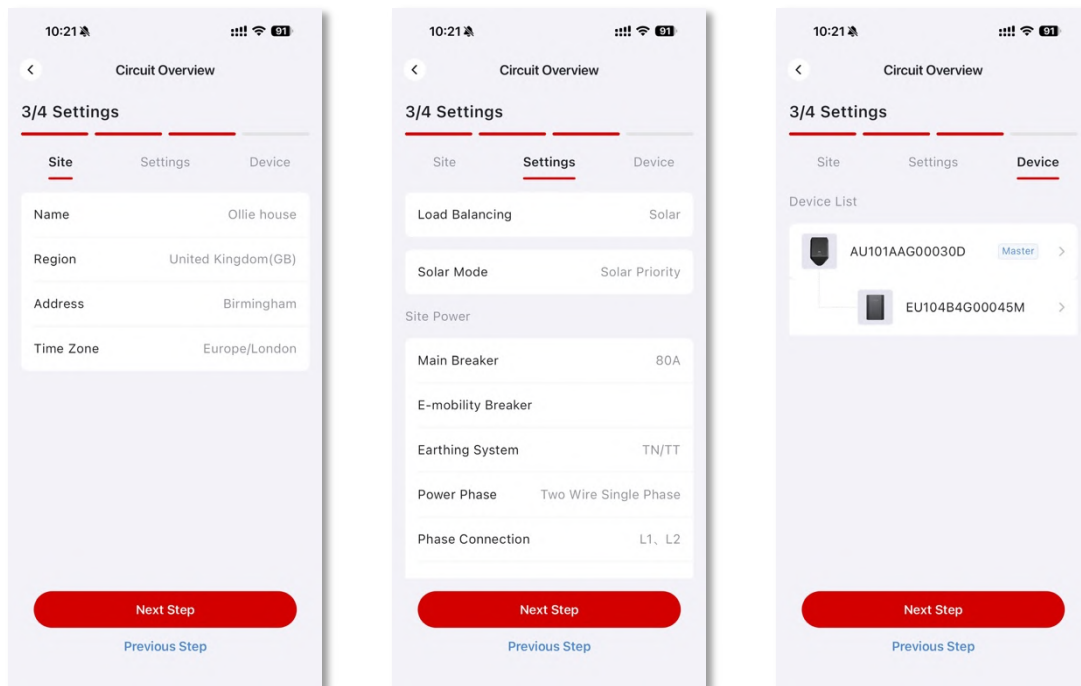 10:21
91
Circuit Overview
3/4 Settings
Site Settings Device
Name Ollie house
Region United Kingdom(GB)
Address Birmingham
Time Zone Europe/London
Next Step
Previous Step
10:21
91
Circuit Overview
3/4 Settings
Site Settings Device
Load Balancing Solar
Solar Mode Solar Priority
Site Power
Main Breaker 80A
E-mobility Breaker
Earthing System TN/TT
Power Phase Two Wire Single Phase
Phase Connection L1、L2
Next Step
Previous Step
10:21
91
Circuit Overview
3/4 Settings
Site Settings Device
Device List
AU101AAG00030D Master
EU104B4G00045M
Next Step
Previous Step